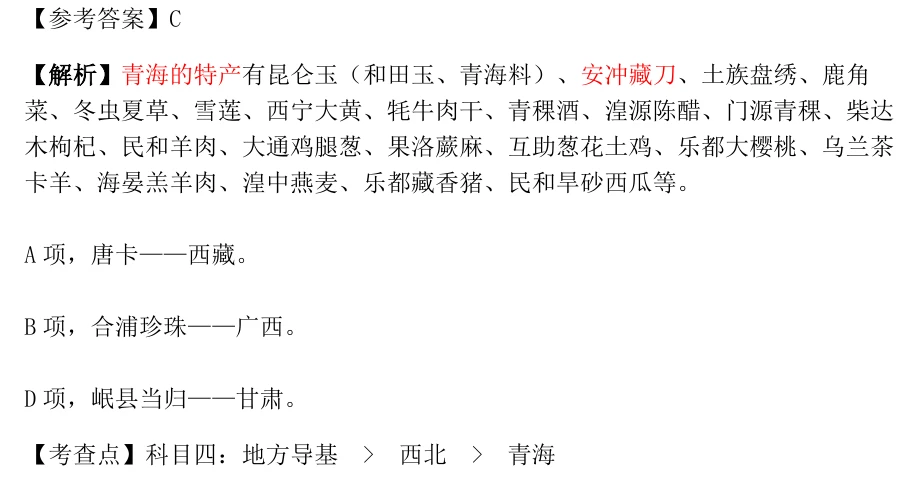 【参考答案】C
【解析】青海的特产有昆仑玉（和田玉、青海料）、安冲藏刀、土族盘绣、鹿角
菜、冬虫夏草、雪莲、西宁大黄、牦牛肉干、青稞酒、湟源陈醋、门源青稞、柴达
木枸杞、民和羊肉、大通鸡腿葱、果洛蕨麻、互助葱花土鸡、乐都大樱桃、乌兰茶
卡羊、海晏羔羊肉、湟中燕麦、乐都藏香猪、民和旱砂西瓜等。
A 项，唐卡——西藏。
B 项，合浦珍珠——广西。
D 项，岷县当归——甘肃。
【考查点】科目四：地方导基 > 西北 > 青海